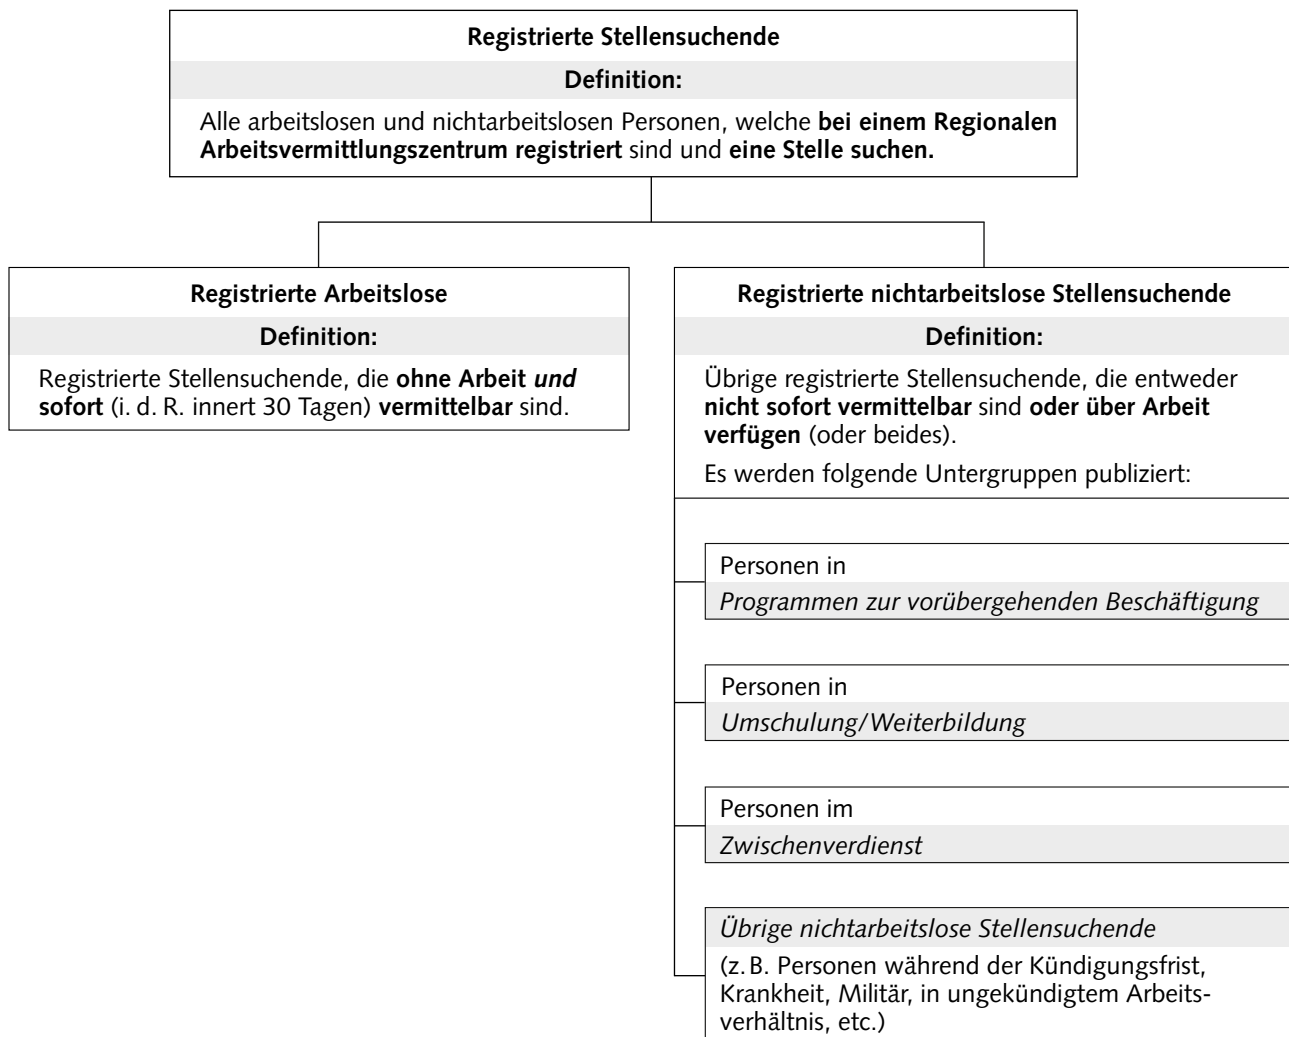 Registrierte Stellensuchende
Definition:
Alle arbeitslosen und nichtarbeitslosen Personen, welche bei einem Regionalen
Arbeitsvermittlungszentrum registriert sind und eine Stelle suchen.
Registrierte Arbeitslose
Definition:
Registrierte Stellensuchende, die ohne Arbeit und
sofort (i. d. R. innert 30 Tagen) vermittelbar sind.
Registrierte nichtarbeitslose Stellensuchende
Definition:
Übrige registrierte Stellensuchende, die entweder
nicht sofort vermittelbar sind oder über Arbeit
verfügen (oder beides).
Es werden folgende Untergruppen publiziert:
Personen in
Programmen zur vorübergehenden Beschäftigung
Personen in
Umschulung/Weiterbildung
Personen im
Zwischenverdienst
Übrige nichtarbeitslose Stellensuchende
(z. B. Personen während der Kündigungsfrist,
Krankheit, Militär, in ungekündigtem Arbeits-
verhältnis, etc.)